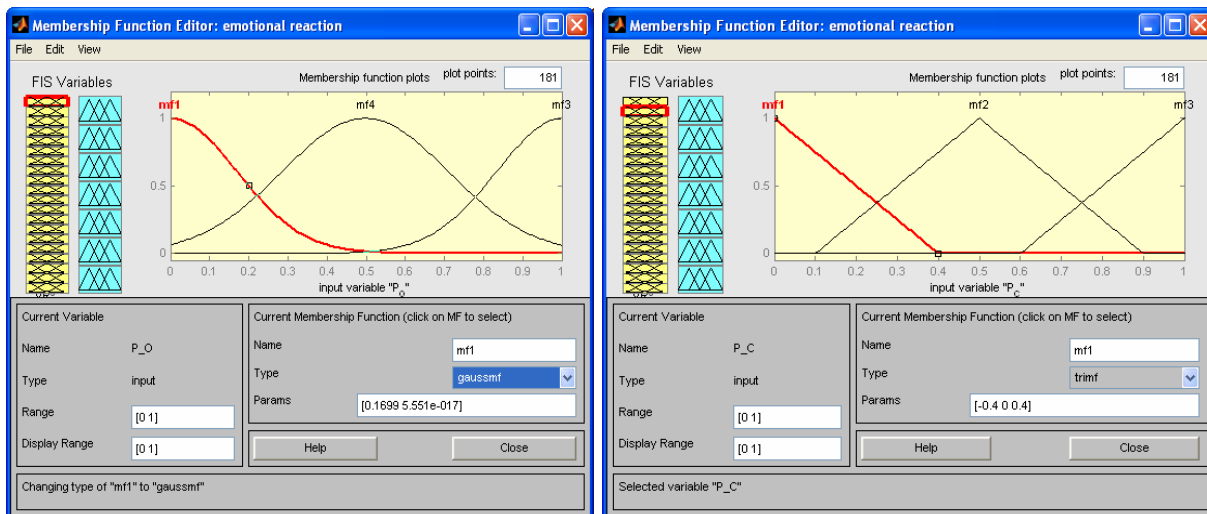 Membership Function Editor: emotional reaction
File Edit View
FIS Variables
Membership function plots plot points: 181
mf1 mf4 mf3
1
0.5
0
0 0.1 0.2 0.3 0.4 0.5 0.6 0.7 0.8 0.9 1
input variable "P_O"
Current Variable
Name P_O
Type input
Range [0 1]
Display Range [0 1]
Current Membership Function (click on MF to select)
Name mf1
Type gaussmf
Params [0.1699 5.551e-017]
Help Close
Changing type of "mf1" to "gaussmf"
Membership Function Editor: emotional reaction
File Edit View
FIS Variables
Membership function plots plot points: 181
mf1 mf2 mf3
1
0.5
0
0 0.1 0.2 0.3 0.4 0.5 0.6 0.7 0.8 0.9 1
input variable "P_C"
Current Variable
Name P_C
Type input
Range [0 1]
Display Range [0 1]
Current Membership Function (click on MF to select)
Name mf1
Type trimf
Params [-0.4 0 0.4]
Help Close
Selected variable "P_C"